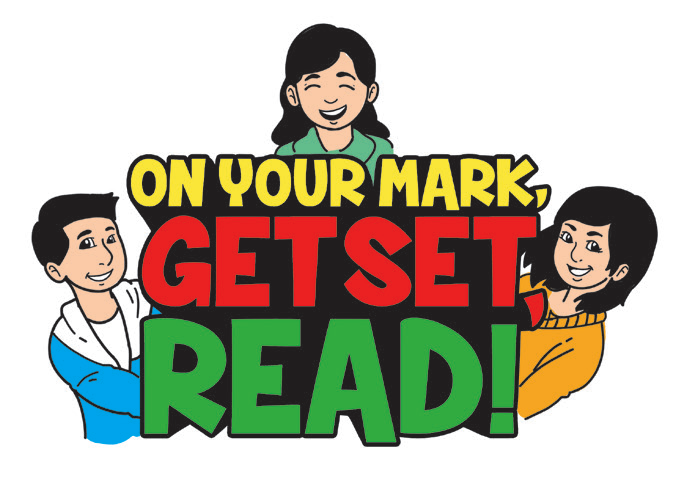 ON YOUR MARK,
GET SET,
READ!